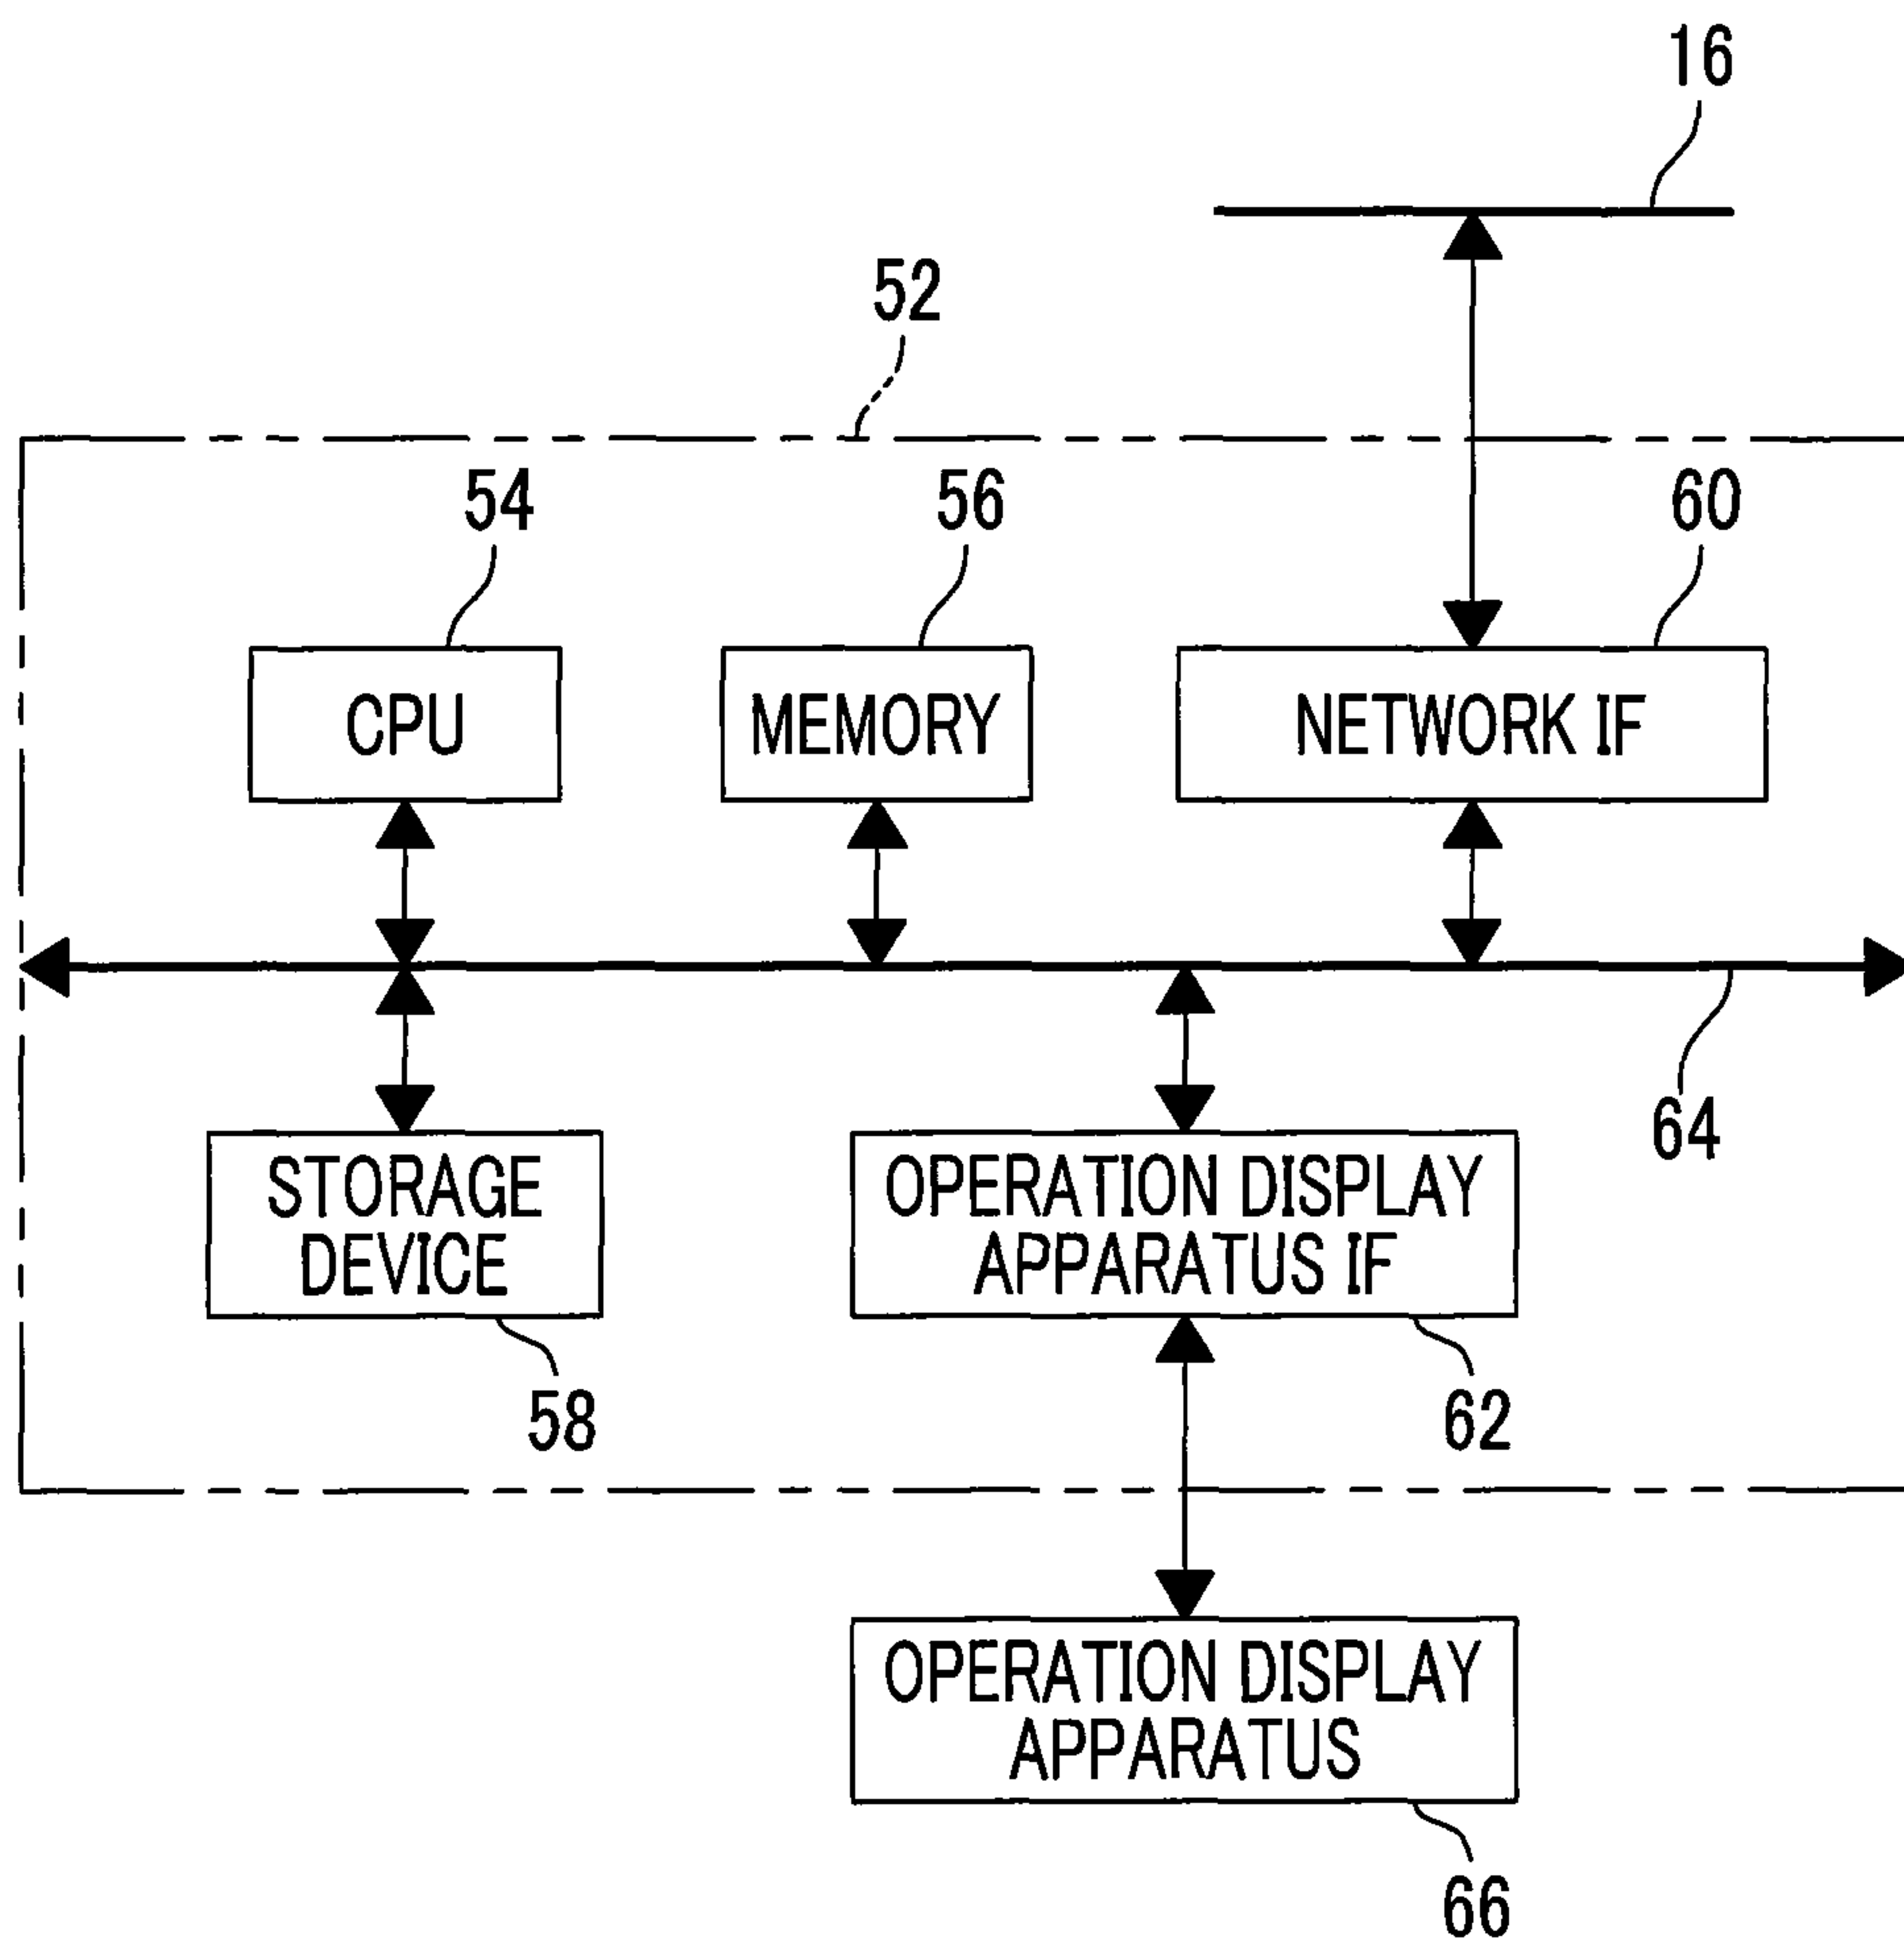 16
52
54
56
60
CPU
MEMORY
NETWORK IF
64
STORAGE
DEVICE
OPERATION DISPLAY
APPARATUS IF
58
62
OPERATION DISPLAY
APPARATUS
66